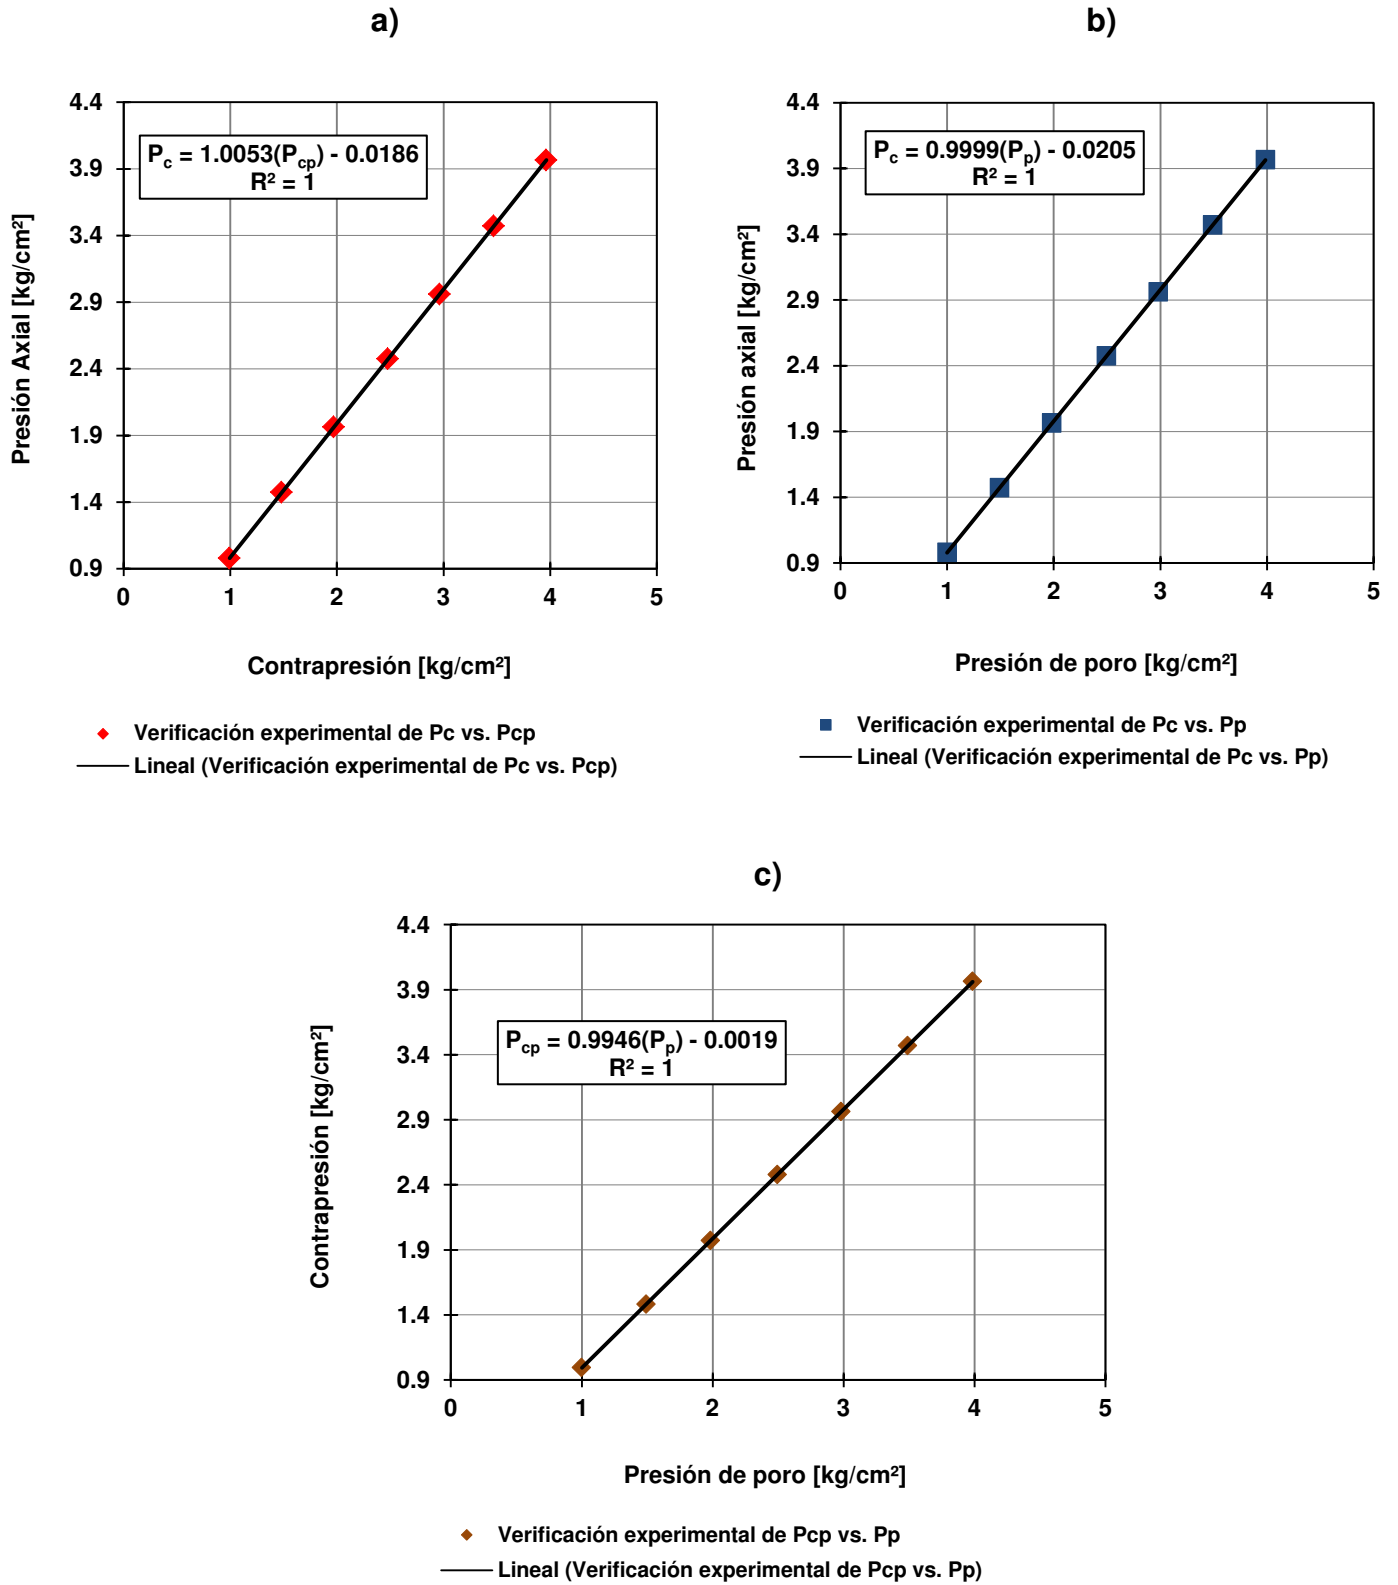 a)
P_c = 1.0053(P_cp) - 0.0186
R² = 1
4.4
3.9
3.4
2.9
2.4
1.9
1.4
0.9
0 1 2 3 4 5
Presión Axial [kg/cm²]
Contrapresión [kg/cm²]
Verificación experimental de Pc vs. Pcp
Lineal (Verificación experimental de Pc vs. Pcp)
b)
P_c = 0.9999(P_p) - 0.0205
R² = 1
4.4
3.9
3.4
2.9
2.4
1.9
1.4
0.9
0 1 2 3 4 5
Presión axial [kg/cm²]
Presión de poro [kg/cm²]
Verificación experimental de Pc vs. Pp
Lineal (Verificación experimental de Pc vs. Pp)
c)
P_cp = 0.9946(P_p) - 0.0019
R² = 1
4.4
3.9
3.4
2.9
2.4
1.9
1.4
0.9
0 1 2 3 4 5
Contrapresión [kg/cm²]
Presión de poro [kg/cm²]
Verificación experimental de Pcp vs. Pp
Lineal (Verificación experimental de Pcp vs. Pp)